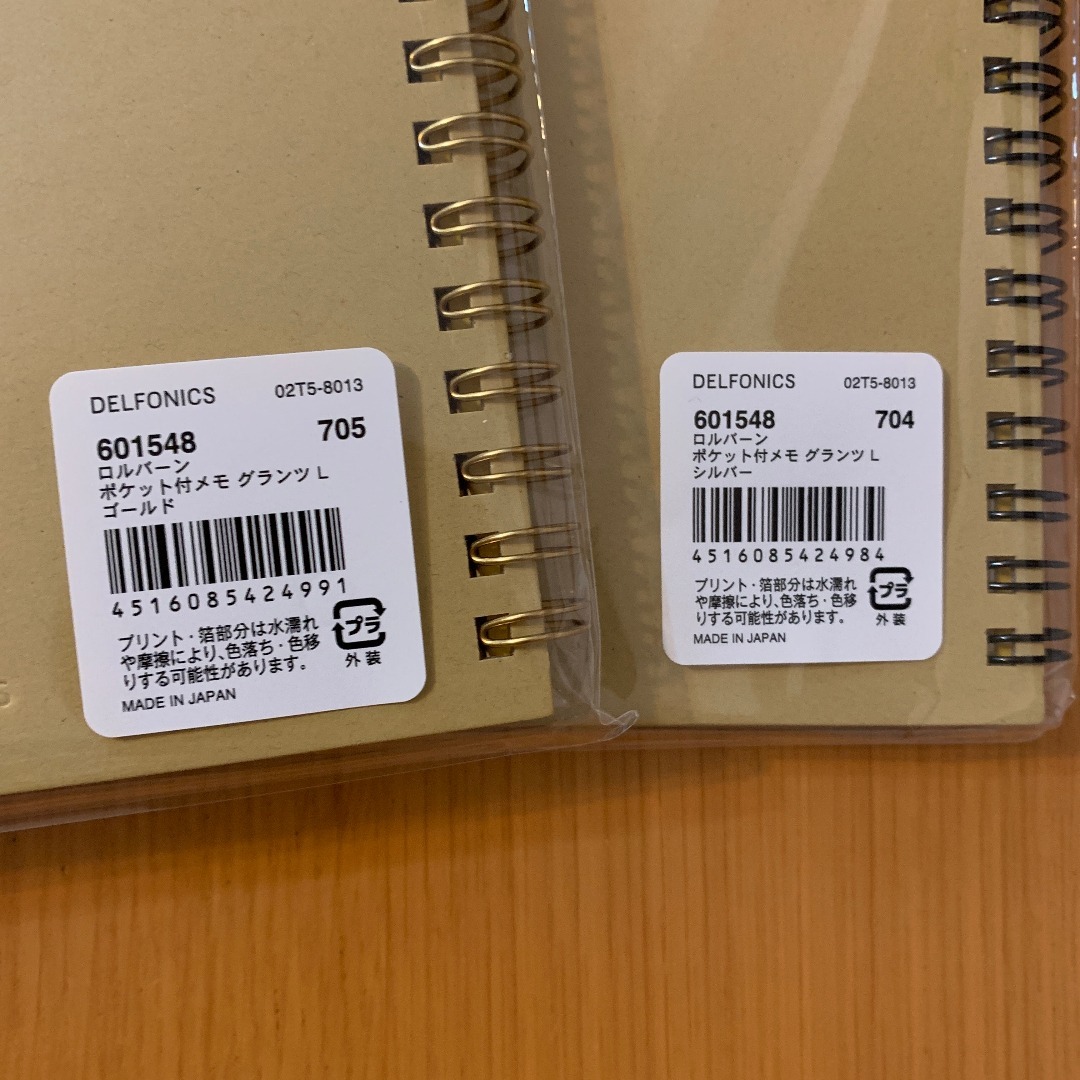 DELFONICS 02T5-8013
601548 705
ロルバーン
ポケット付メモ グランツ L
ゴールド
4516085424991
プリント・箔部分は水濡れ
や摩擦により、色落ち・色移
りする可能性があります。
プラ
外装
MADE IN JAPAN
DELFONICS 02T5-8013
601548 704
ロルバーン
ポケット付メモ グランツ L
シルバー
4516085424984
プリント・箔部分は水濡れ
や摩擦により、色落ち・色移
りする可能性があります。
プラ
外装
MADE IN JAPAN